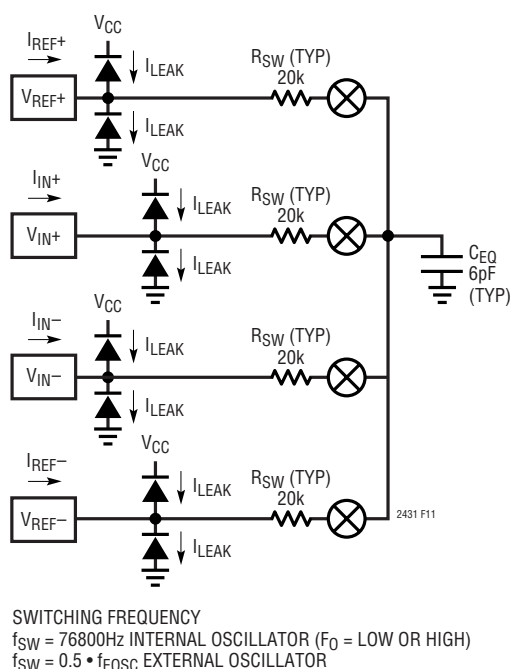 VCC
IREF+
ILEAK
RSW (TYP)
20k
VREF+
ILEAK
VCC
IIN+
ILEAK
RSW (TYP)
20k
VIN+
ILEAK
CEQ
6pF
(TYP)
VCC
IIN–
ILEAK
RSW (TYP)
20k
VIN–
ILEAK
VCC
IREF–
ILEAK
RSW (TYP)
20k
VREF–
ILEAK
2431 F11
SWITCHING FREQUENCY
fSW = 76800Hz INTERNAL OSCILLATOR (FO = LOW OR HIGH)
fSW = 0.5 • fEOSC EXTERNAL OSCILLATOR